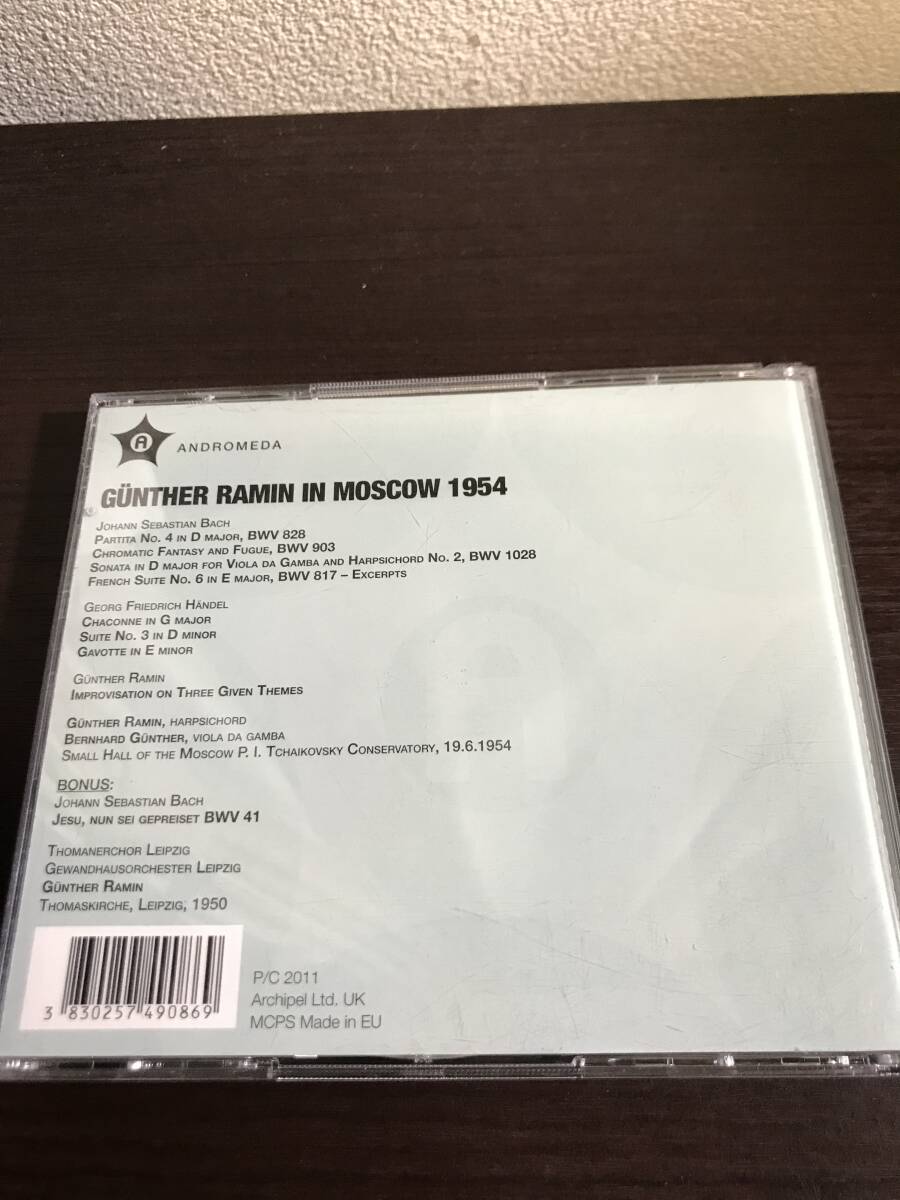 A ANDROMEDA
GÜNTHER RAMIN IN MOSCOW 1954
JOHANN SEBASTIAN BACH
PARTITA NO. 4 IN D MAJOR, BWV 828
CHROMATIC FANTASY AND FUGUE, BWV 903
SONATA IN D MAJOR FOR VIOLA DA GAMBA AND HARPSICHORD NO. 2, BWV 1028
FRENCH SUITE NO. 6 IN E MAJOR, BWV 817 – EXCERPTS
GEORG FRIEDRICH HÄNDEL
CHACONNE IN G MAJOR
SUITE NO. 3 IN D MINOR
GAVOTTE IN E MINOR
GÜNTHER RAMIN
IMPROVISATION ON THREE GIVEN THEMES
GÜNTHER RAMIN, HARPSICHORD
BERNHARD GÜNTHER, VIOLA DA GAMBA
SMALL HALL OF THE MOSCOW P. I. TCHAIKOVSKY CONSERVATORY, 19.6.1954
BONUS:
JOHANN SEBASTIAN BACH
JESU, NUN SEI GEPREISET BWV 41
THOMANERCHOR LEIPZIG
GEWANDHAUSORCHESTER LEIPZIG
GÜNTHER RAMIN
THOMASKIRCHE, LEIPZIG, 1950
3 830257 490869
P/C 2011
Archipel Ltd. UK
MCPS Made in EU